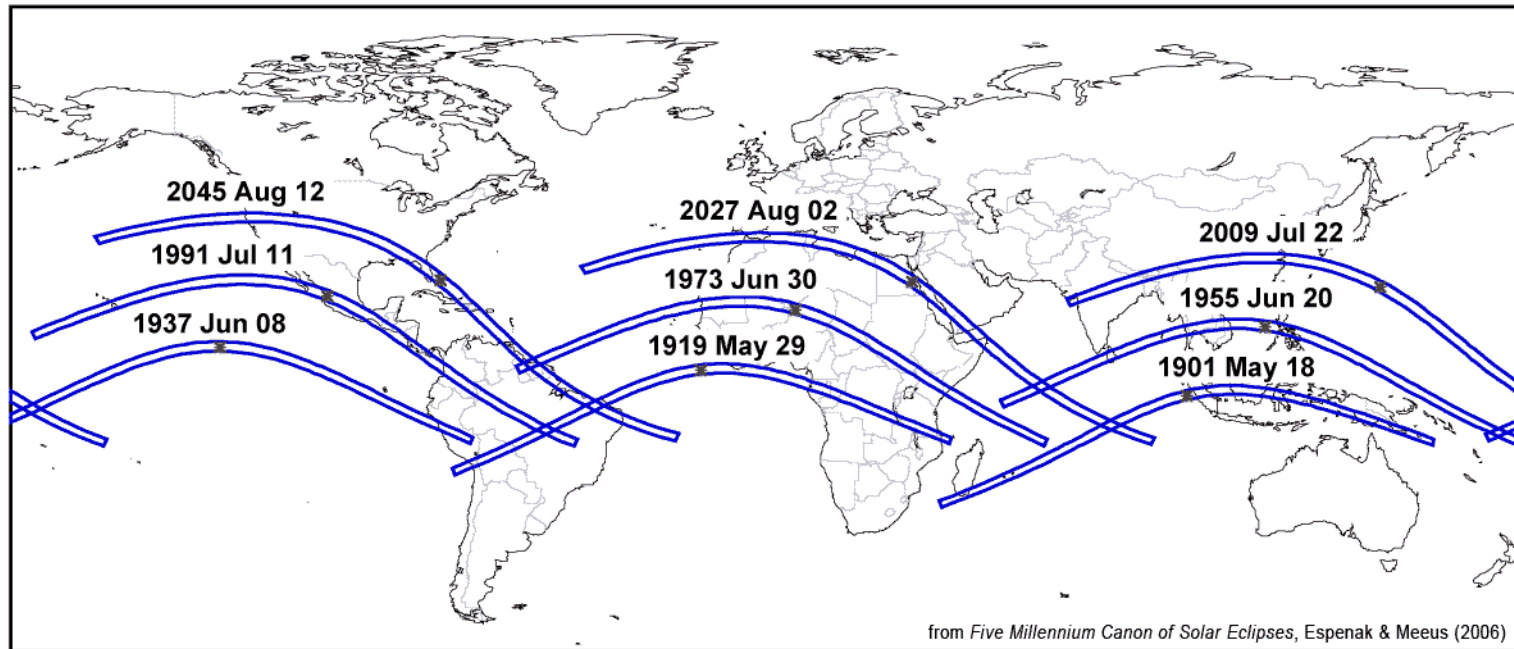 2045 Aug 12
2027 Aug 02
2009 Jul 22
1991 Jul 11
1973 Jun 30
1955 Jun 20
1937 Jun 08
1919 May 29
1901 May 18
from Five Millennium Canon of Solar Eclipses, Espenak & Meeus (2006)